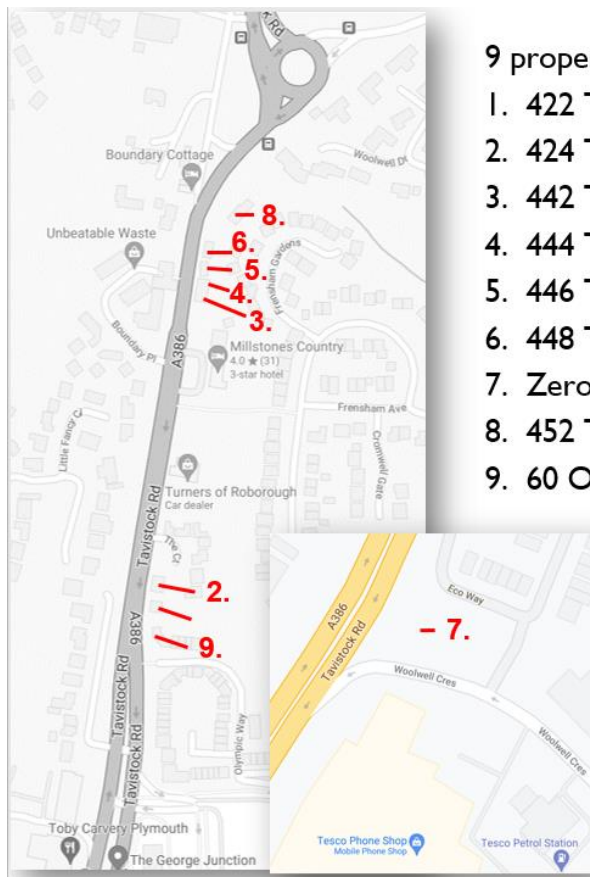 Rd
Boundary Cottage
Woolwell Dr
8.
Unbeatable Waste
6.
5.
4.
3.
Frensham Gardens
Boundary Pl
A386
Millstones Country
4.0 ★ (31)
3-star hotel
Frensham Ave
Little Fancy
Cromwell
Gate
Turners of Roborough
Car dealer
Tavistock Rd
The Ct
2.
A386
9.
Tavistock Rd
Tavistock Rd
Olympic Way
Toby Carvery Plymouth
The George Junction
9 prope
1. 422 T
2. 424 T
3. 442 T
4. 444 T
5. 446 T
6. 448 T
7. Zero
8. 452 T
9. 60 O
Eco Way
A386
7.
Tavistock Rd
Woolwell Cres
Woolwell Cres
Tesco Phone Shop
Mobile Phone Shop
Tesco Petrol Station